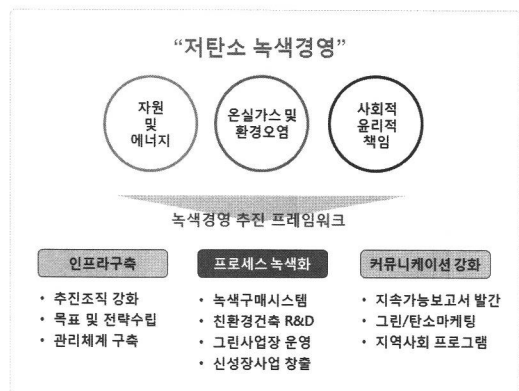 “저탄소 녹색경영”
자원
및
에너지
온실가스 및
환경오염
사회적
윤리적
책임
녹색경영 추진 프레임워크
인프라구축
• 추진조직 강화
• 목표 및 전략수립
• 관리체계 구축
프로세스 녹색화
• 녹색구매시스템
• 친환경건축 R&D
• 그린사업장 운영
• 신성장사업 창출
커뮤니케이션 강화
• 지속가능보고서 발간
• 그린/탄소마케팅
• 지역사회 프로그램